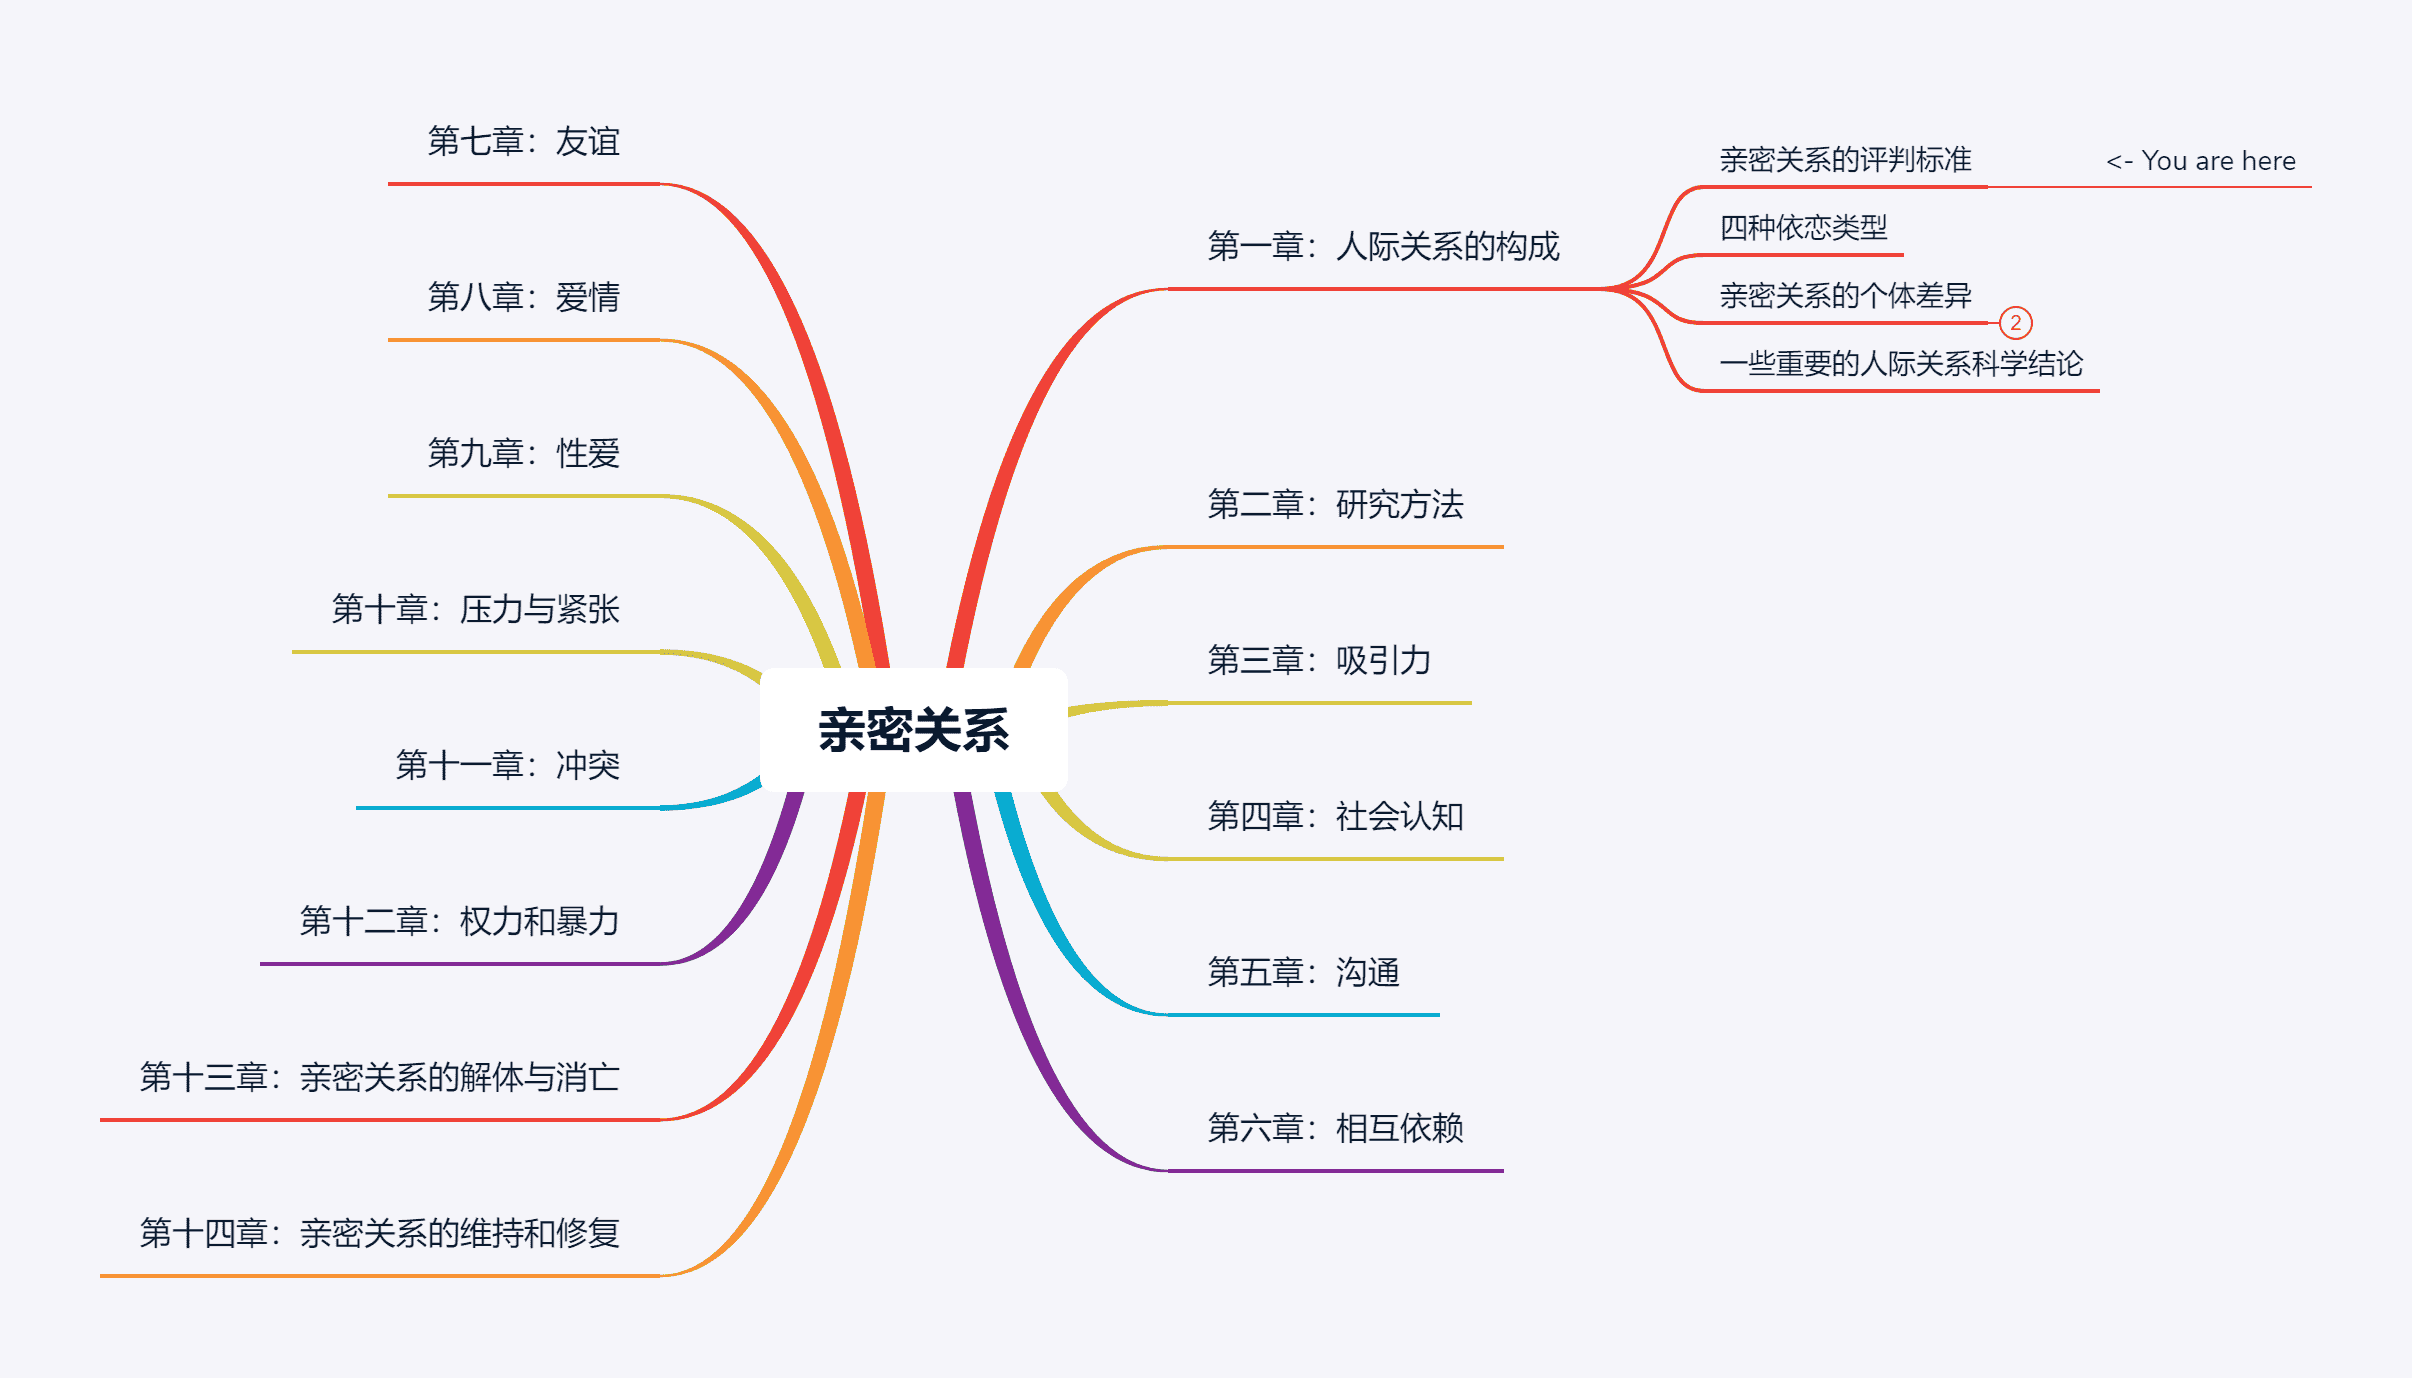 亲密关系
第一章：人际关系的构成
亲密关系的评判标准
<- You are here
四种依恋类型
亲密关系的个体差异
2
一些重要的人际关系科学结论
第二章：研究方法
第三章：吸引力
第四章：社会认知
第五章：沟通
第六章：相互依赖
第七章：友谊
第八章：爱情
第九章：性爱
第十章：压力与紧张
第十一章：冲突
第十二章：权力和暴力
第十三章：亲密关系的解体与消亡
第十四章：亲密关系的维持和修复